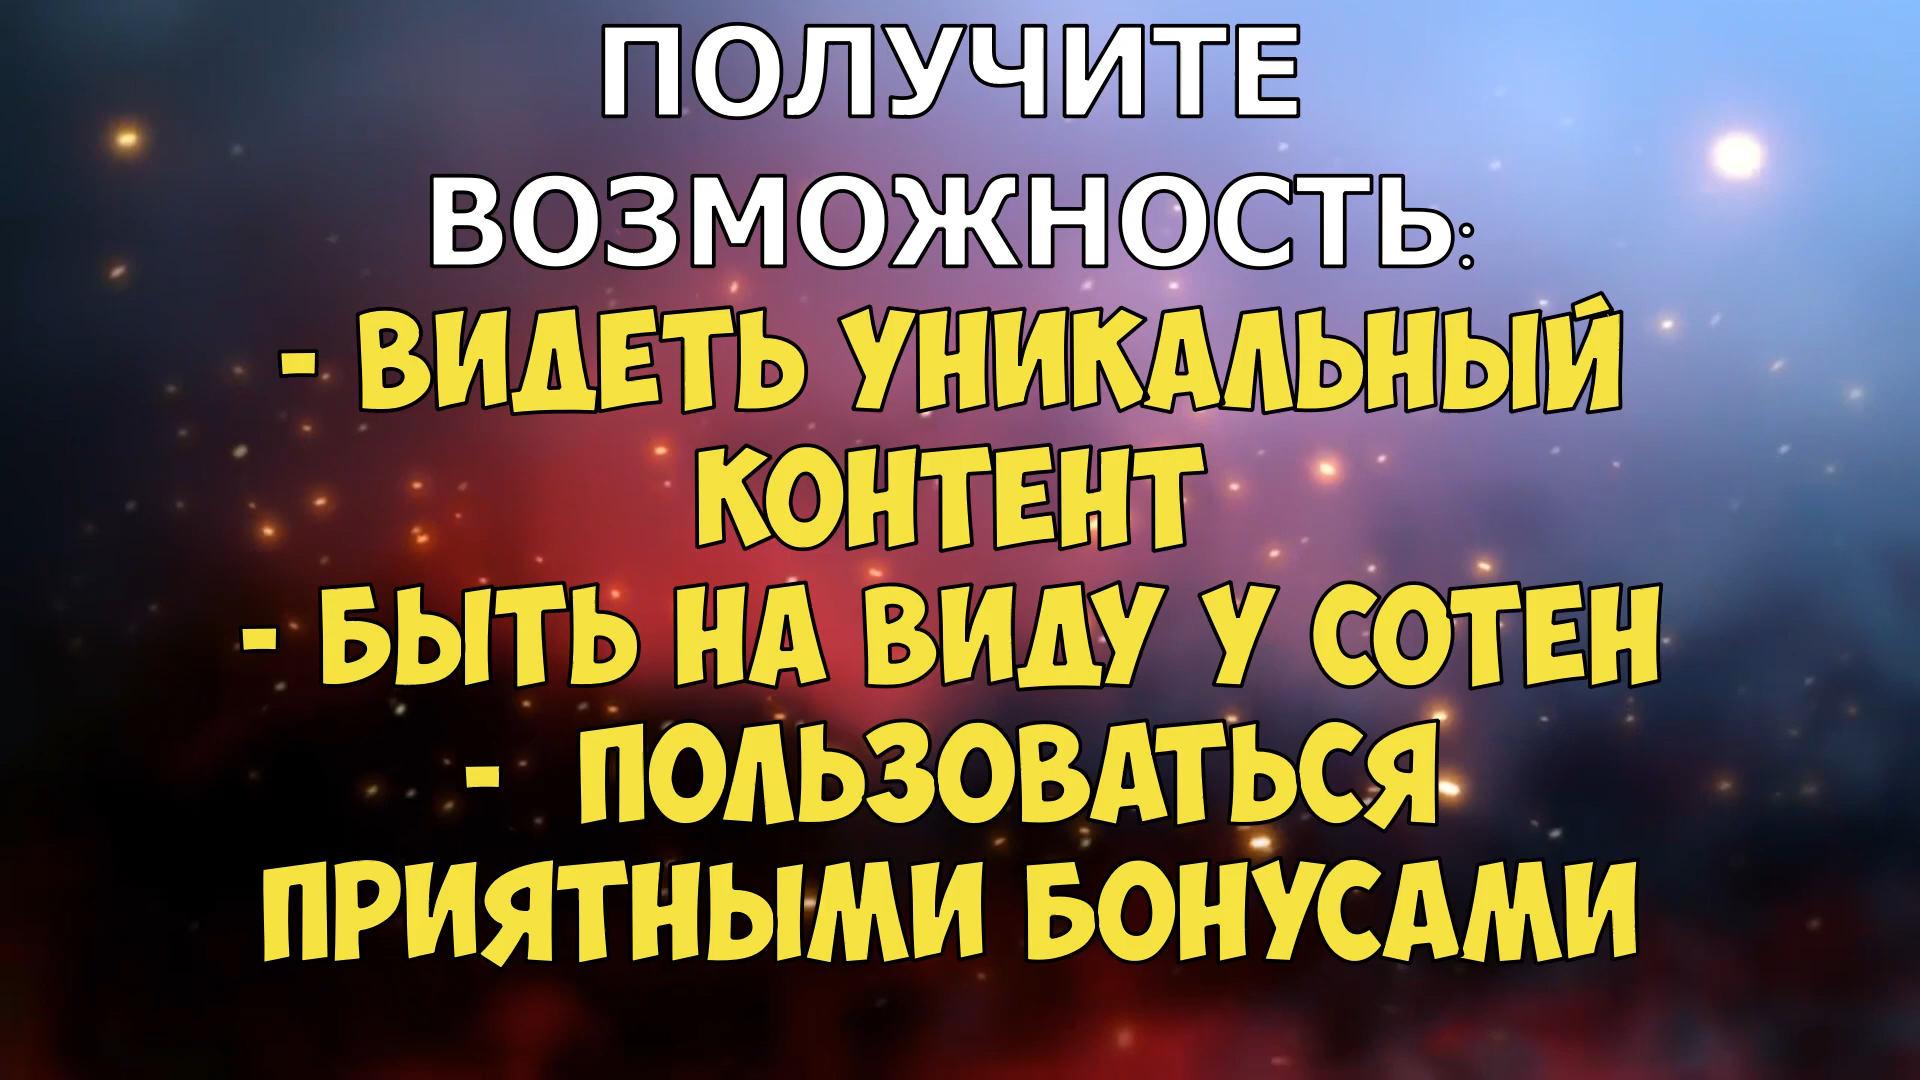 ПОЛУЧИТЕ
ВОЗМОЖНОСТЬ:
- ВИДЕТЬ УНИКАЛЬНЫЙ
КОНТЕНТ
- БЫТЬ НА ВИДУ У СОТЕН
- ПОЛЬЗОВАТЬСЯ
ПРИЯТНЫМИ БОНУСАМИ